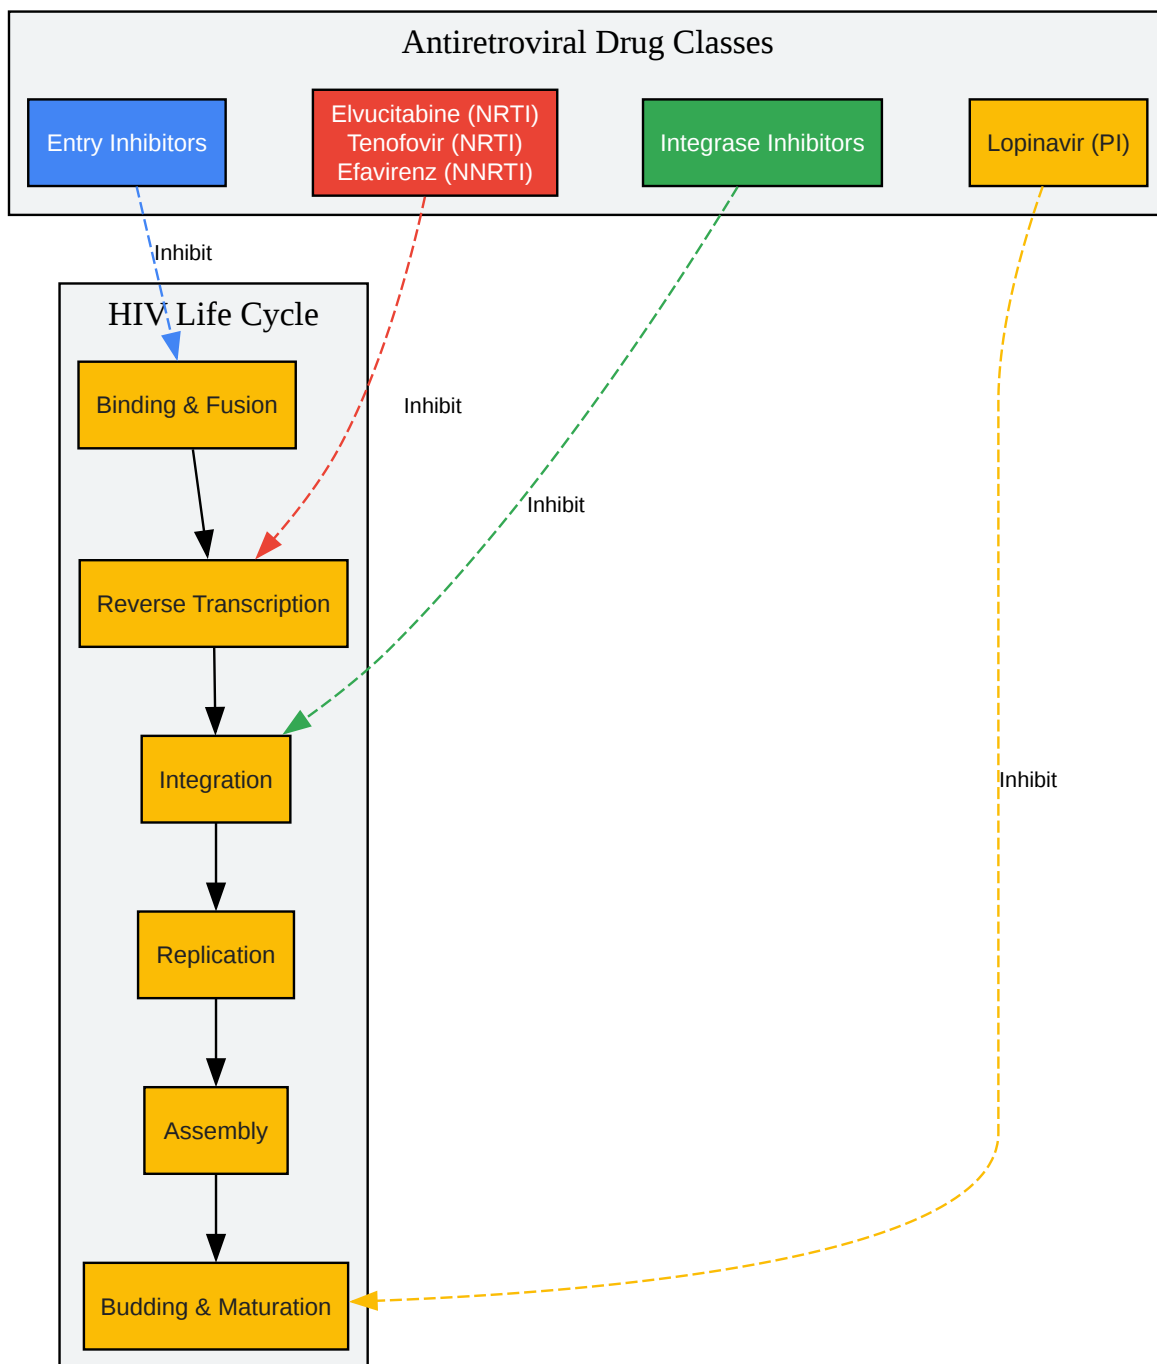 Antiretroviral Drug Classes
Entry Inhibitors
Elvucitabine (NRTI)
Tenofovir (NRTI)
Efavirenz (NNRTI)
Integrase Inhibitors
Lopinavir (PI)
Inhibit
HIV Life Cycle
Binding & Fusion
Inhibit
Inhibit
Reverse Transcription
Integration
Inhibit
Replication
Assembly
Budding & Maturation